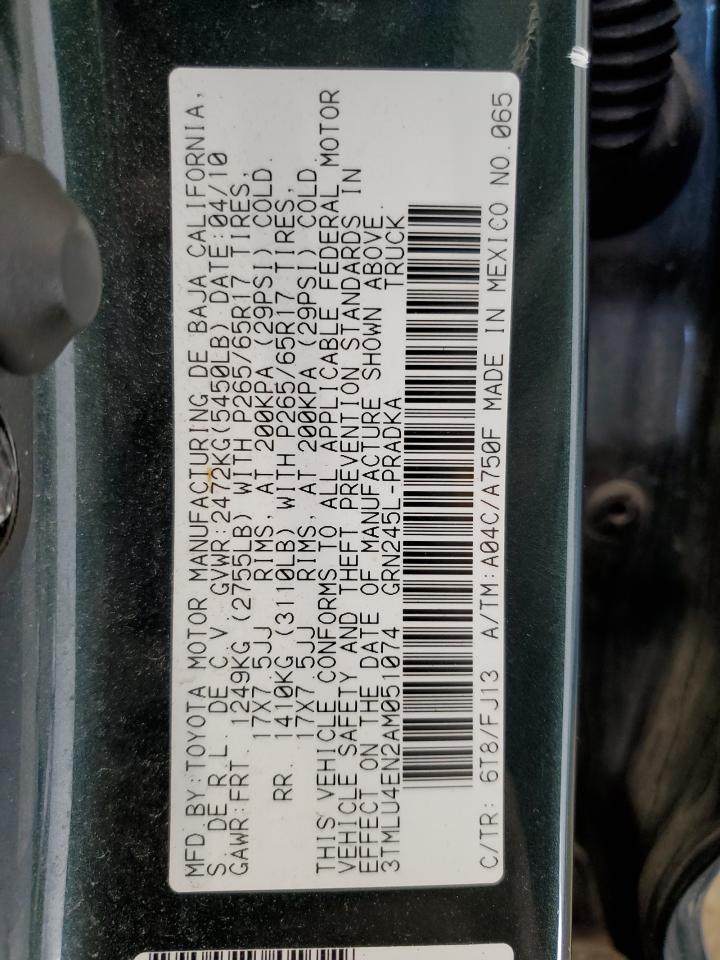 MFD. BY: TOYOTA MOTOR MANUFACTURING DE BAJA CALIFORNIA,
S. DE R.L. DE C.V. GVWR:2472KG(5450LB) DATE:04/10
GAWR:FRT. 1249KG (2755LB) WITH P265/65R17 TIRES,
17X7.5JJ RIMS, AT 200KPA (29PSI) COLD.
RR. 1410KG (3110LB) WITH P265/65R17 TIRES,
17X7.5JJ RIMS, AT 200KPA (29PSI) COLD.
THIS VEHICLE CONFORMS TO ALL APPLICABLE FEDERAL MOTOR
VEHICLE SAFETY AND THEFT PREVENTION STANDARDS IN
EFFECT ON THE DATE OF MANUFACTURE SHOWN ABOVE.
3TMLU4EN2AM051074 GRN245L-PRADKA TRUCK
C/TR: 6T8/FJ13 A/TM:A04C/A750F MADE IN MEXICO NO.065